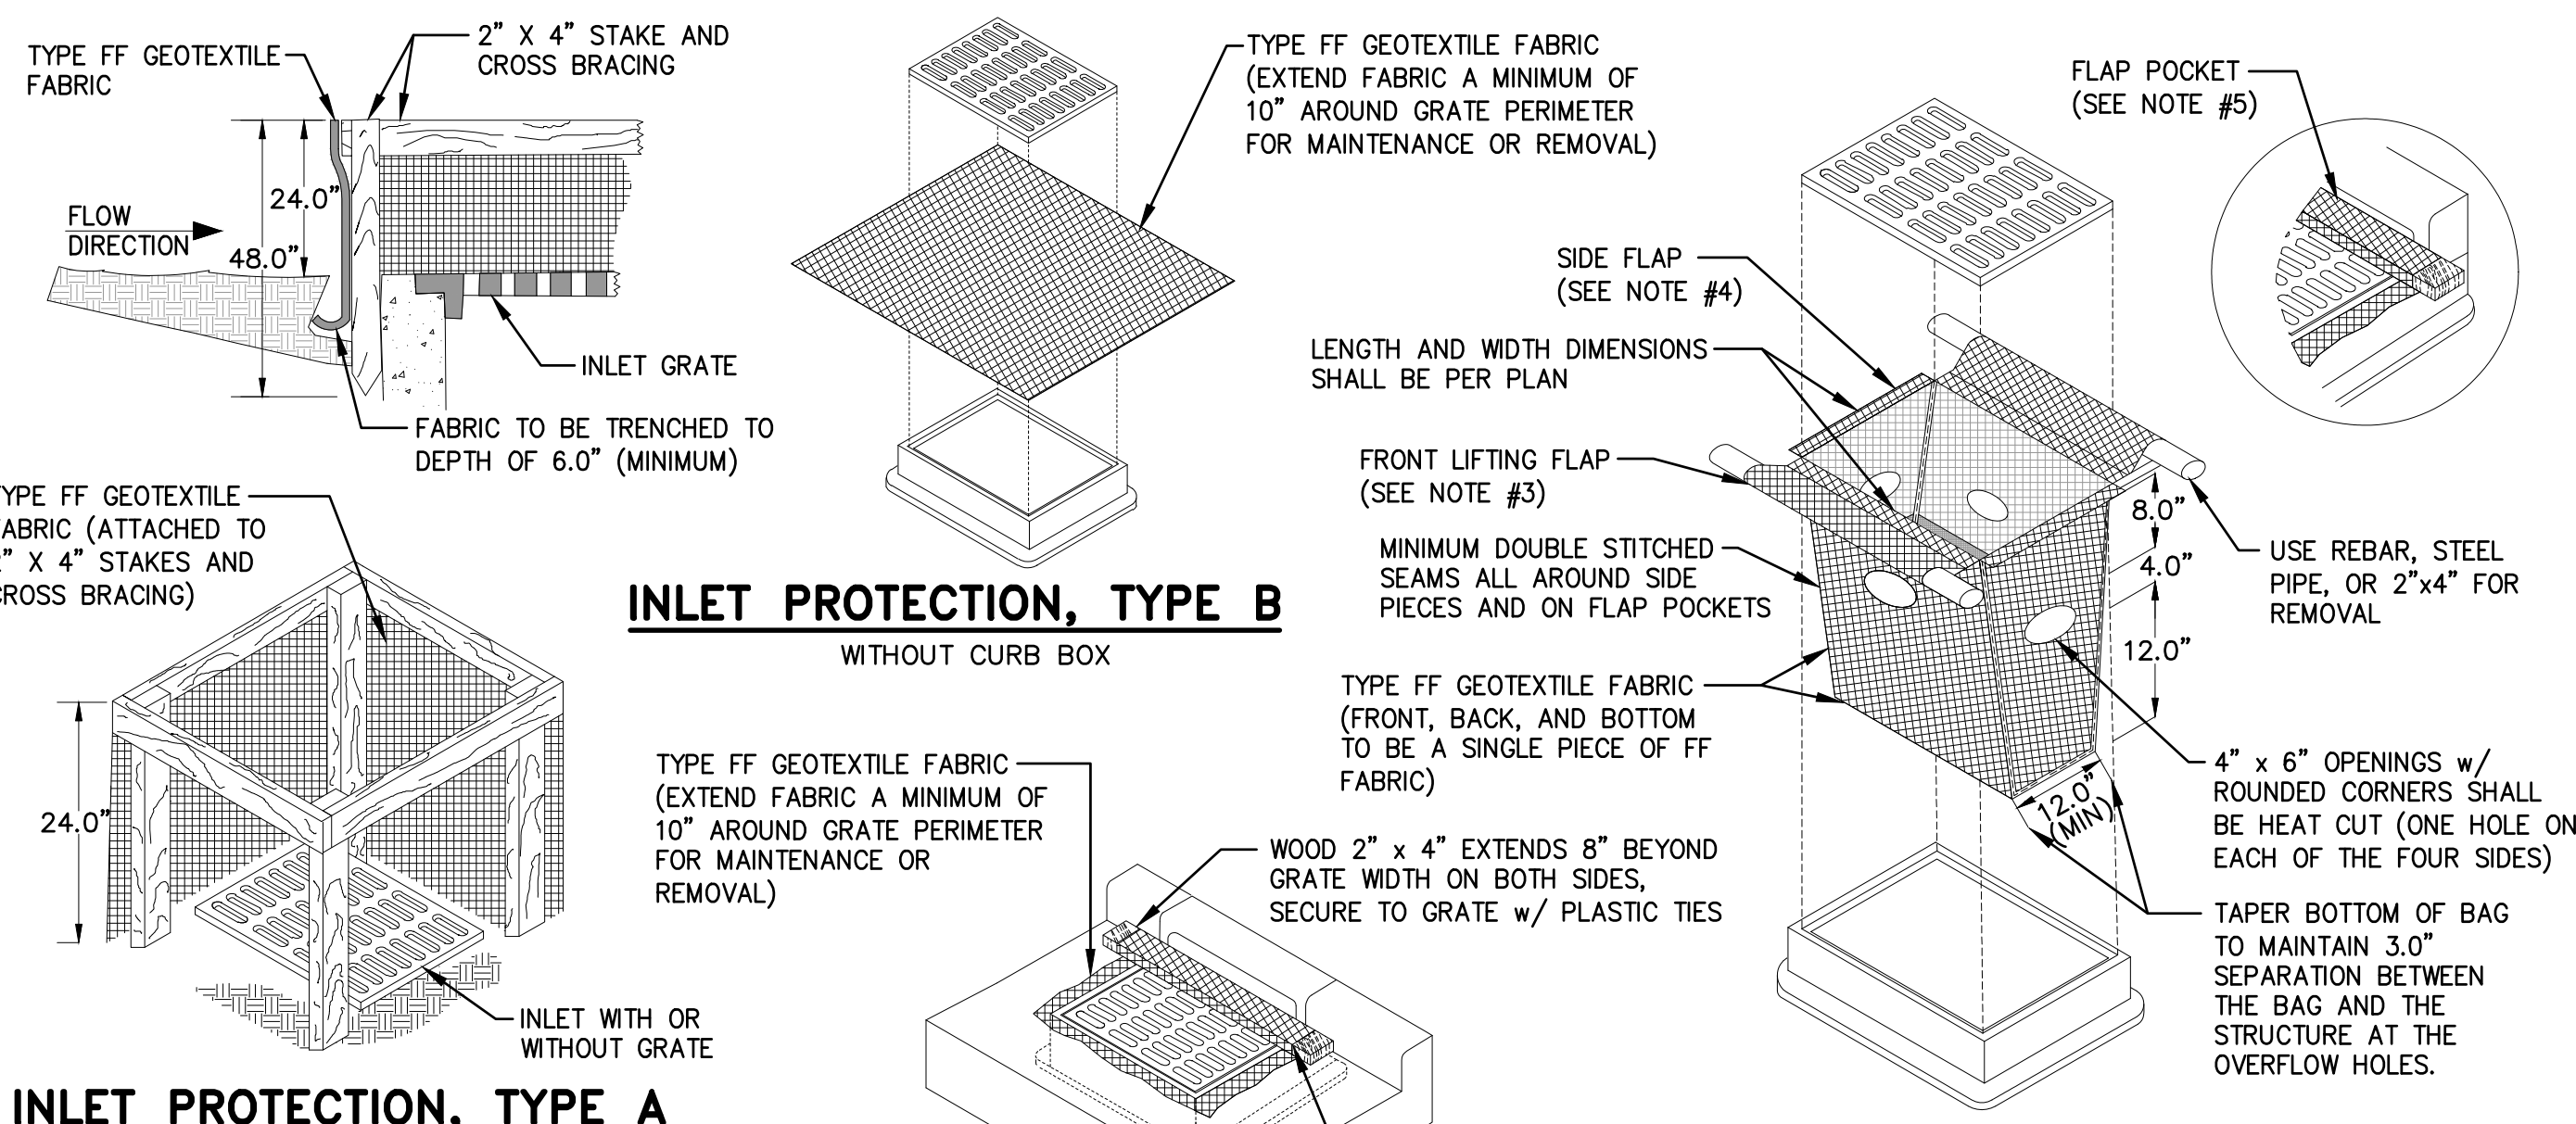 TYPE FF GEOTEXTILE
FABRIC
2" X 4" STAKE AND
CROSS BRACING
24.0"
FLOW
DIRECTION
48.0"
INLET GRATE
FABRIC TO BE TRENCHED TO
DEPTH OF 6.0" (MINIMUM)
TYPE FF GEOTEXTILE
FABRIC (ATTACHED TO
2" X 4" STAKES AND
CROSS BRACING)
24.0"
INLET WITH OR
WITHOUT GRATE
INLET PROTECTION, TYPE A
TYPE FF GEOTEXTILE FABRIC
(EXTEND FABRIC A MINIMUM OF
10" AROUND GRATE PERIMETER
FOR MAINTENANCE OR REMOVAL)
INLET PROTECTION, TYPE B
WITHOUT CURB BOX
TYPE FF GEOTEXTILE FABRIC
(EXTEND FABRIC A MINIMUM OF
10" AROUND GRATE PERIMETER
FOR MAINTENANCE OR
REMOVAL)
WOOD 2" x 4" EXTENDS 8" BEYOND
GRATE WIDTH ON BOTH SIDES,
SECURE TO GRATE w/ PLASTIC TIES
FLAP POCKET
(SEE NOTE #5)
SIDE FLAP
(SEE NOTE #4)
LENGTH AND WIDTH DIMENSIONS
SHALL BE PER PLAN
FRONT LIFTING FLAP
(SEE NOTE #3)
MINIMUM DOUBLE STITCHED
SEAMS ALL AROUND SIDE
PIECES AND ON FLAP POCKETS
TYPE FF GEOTEXTILE FABRIC
(FRONT, BACK, AND BOTTOM
TO BE A SINGLE PIECE OF FF
FABRIC)
8.0"
4.0"
12.0"
12.0"
(MIN)
USE REBAR, STEEL
PIPE, OR 2"x4" FOR
REMOVAL
4" x 6" OPENINGS w/
ROUNDED CORNERS SHALL
BE HEAT CUT (ONE HOLE ON
EACH OF THE FOUR SIDES)
TAPER BOTTOM OF BAG
TO MAINTAIN 3.0"
SEPARATION BETWEEN
THE BAG AND THE
STRUCTURE AT THE
OVERFLOW HOLES.